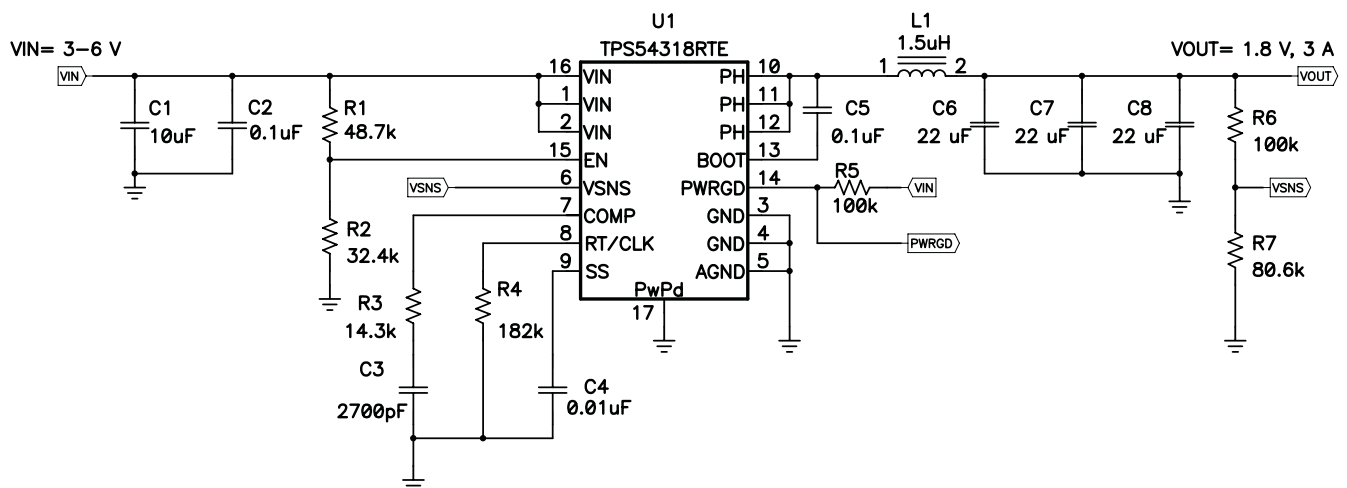 U1
TPS54318RTE
L1
1.5uH
VIN= 3-6 V
VOUT= 1.8 V, 3 A
VIN
16
VIN
PH
10
1
2
VOUT
C1
10uF
C2
0.1uF
R1
48.7k
1
VIN
PH
11
2
VIN
PH
12
C5
0.1uF
C6
22 uF
C7
22 uF
C8
22 uF
R6
100k
15
EN
BOOT
13
VSNS
6
VSNS
PWRGD
14
R5
100k
VIN
VSNS
7
COMP
GND
3
R2
32.4k
8
RT/CLK
GND
4
PWRGD
R7
80.6k
9
SS
AGND
5
PwPd
17
R3
14.3k
R4
182k
C3
2700pF
C4
0.01uF